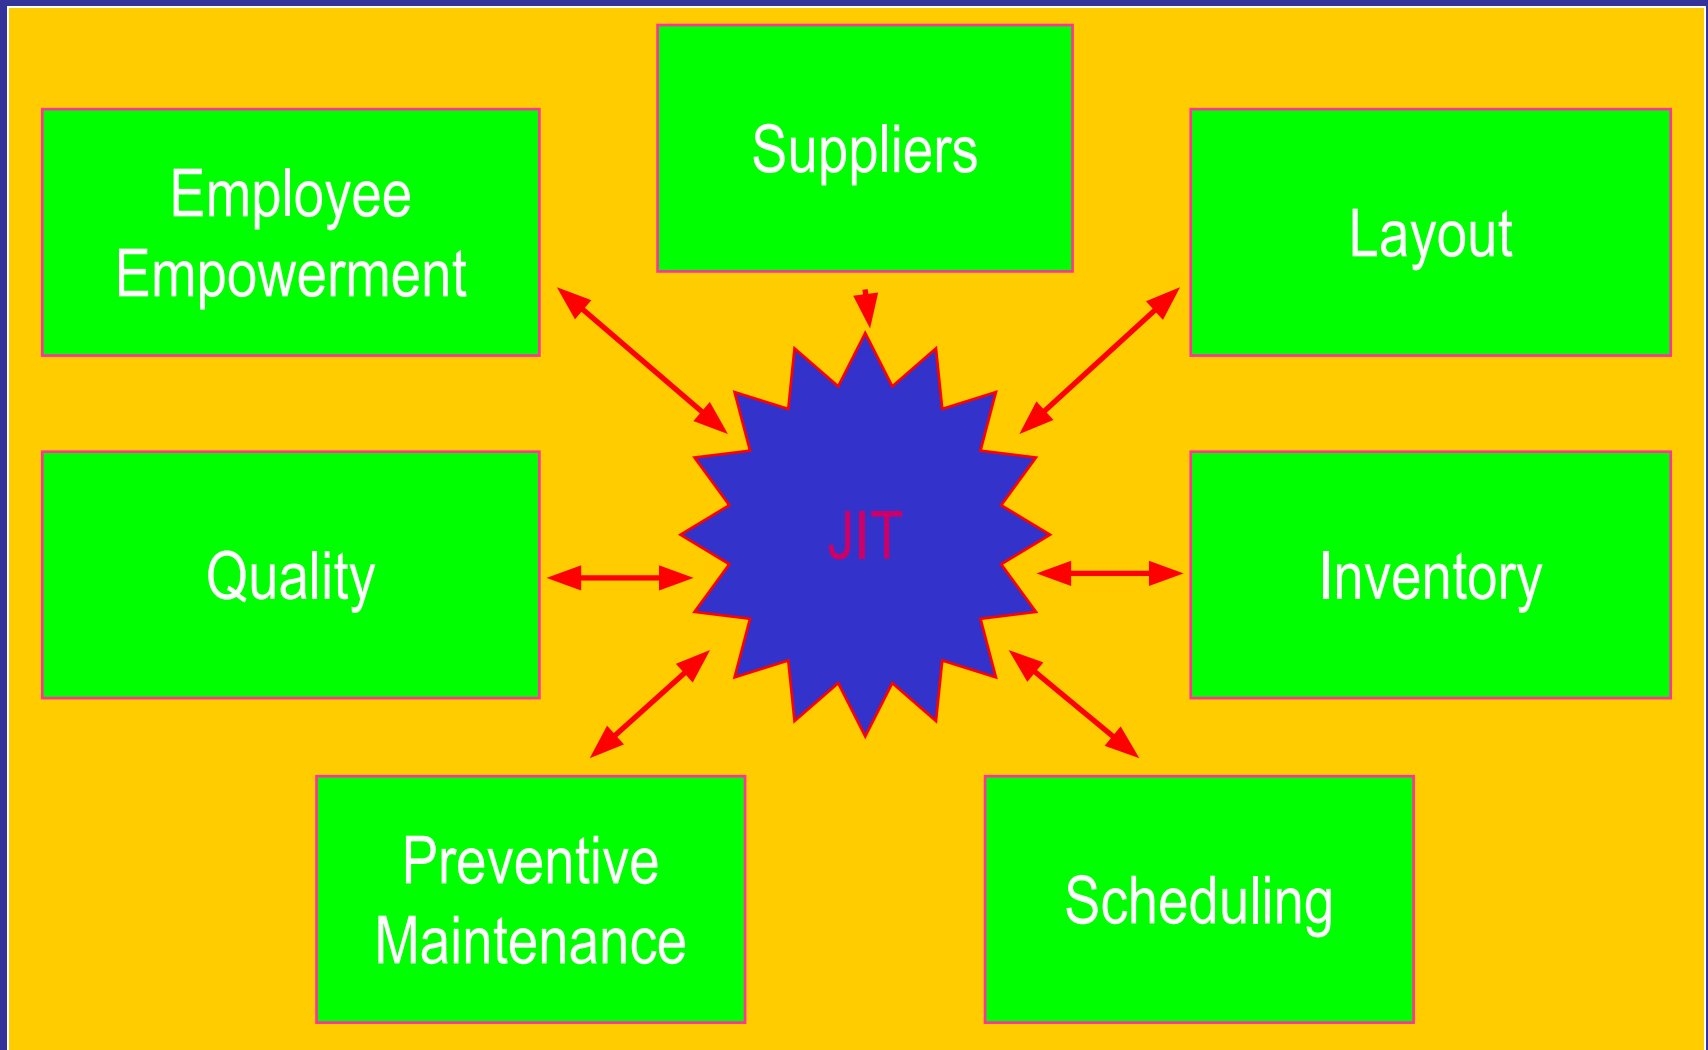 Suppliers
Employee
Empowerment
Layout
JIT
Quality
Inventory
Preventive
Maintenance
Scheduling